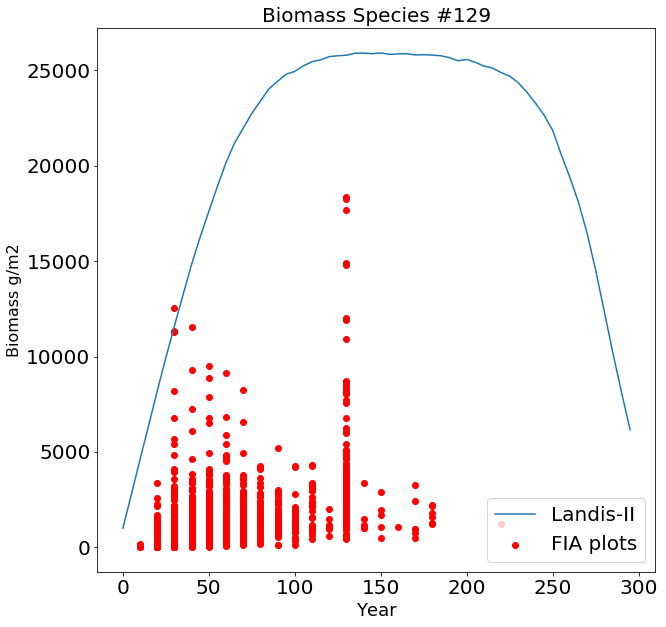 Biomass Species #129
Biomass g/m2
25000
20000
15000
10000
5000
0
0 50 100 150 200 250 300
Year
Landis-II
FIA plots